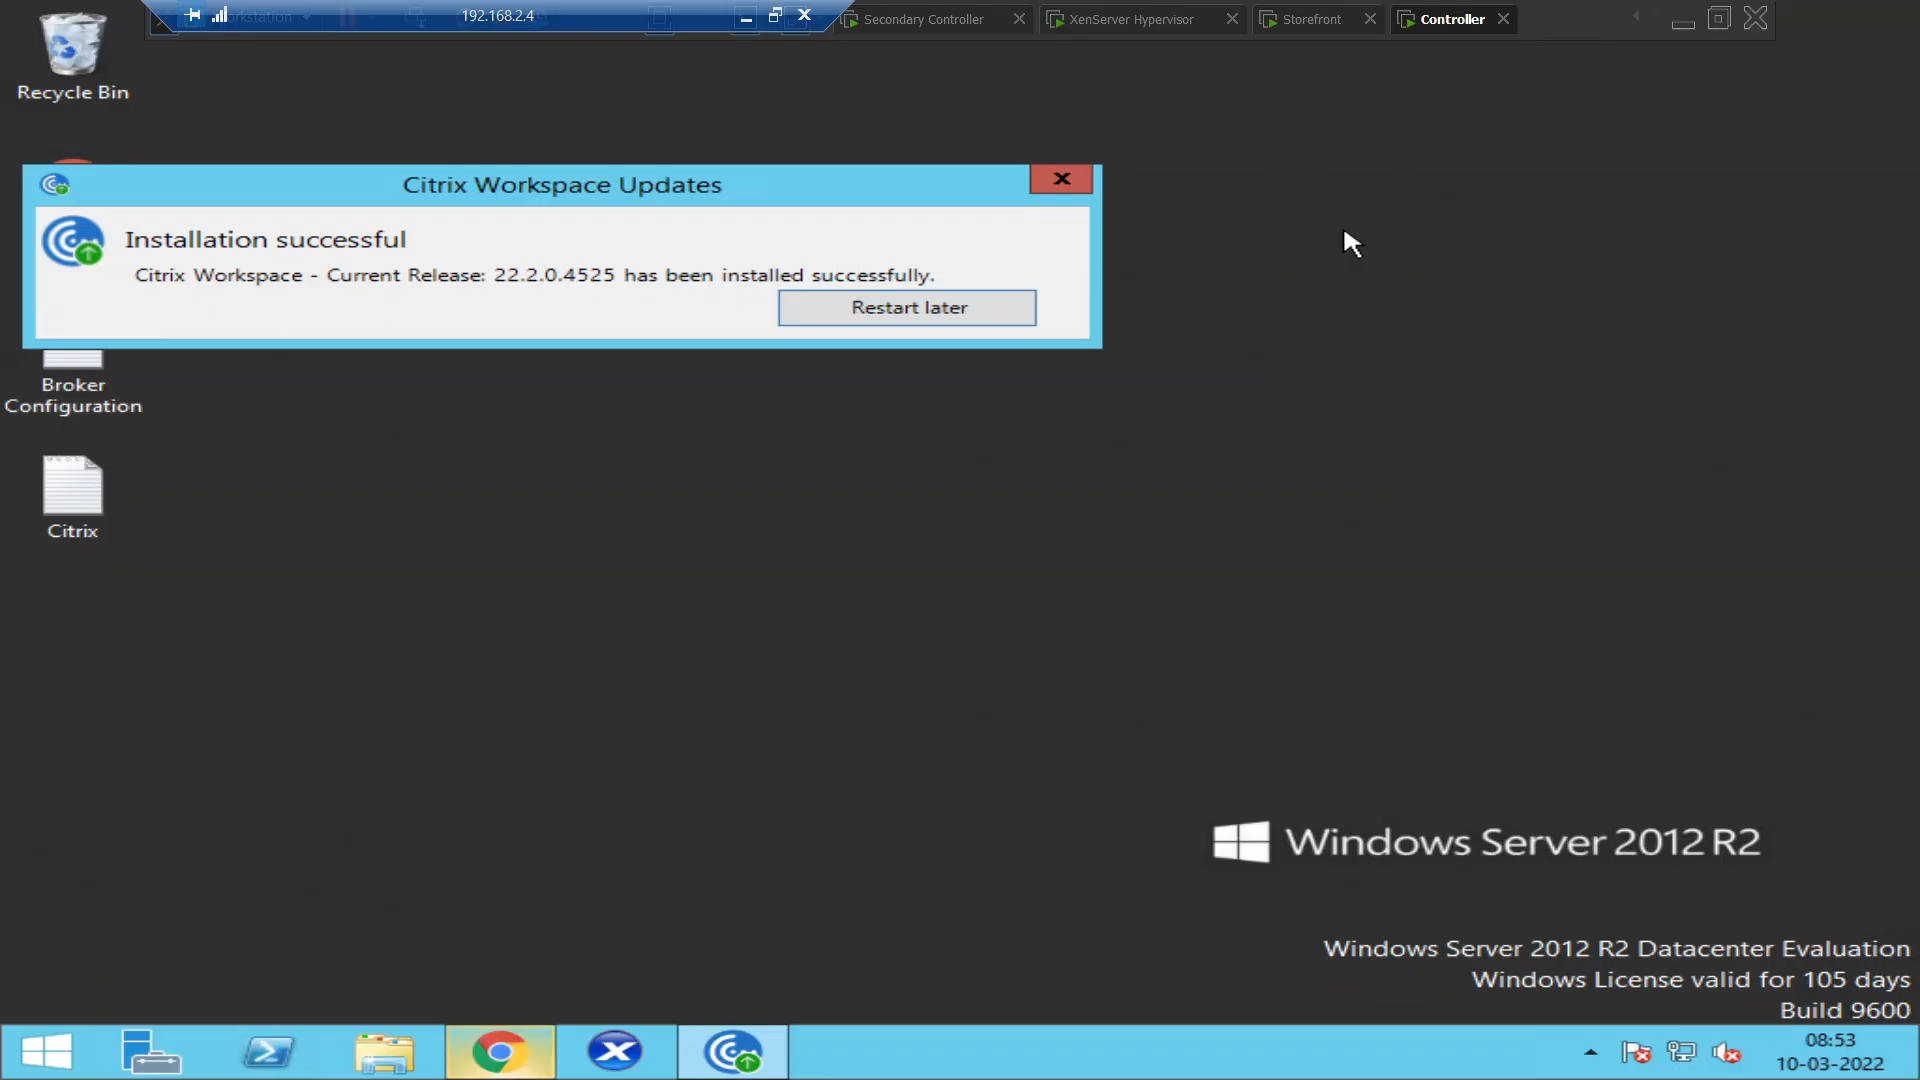 192.168.2.4
Secondary Controller
XenServer Hypervisor
Storefront
Controller
Recycle Bin
Citrix Workspace Updates
Installation successful
Citrix Workspace - Current Release: 22.2.0.4525 has been installed successfully.
Restart later
Broker
Configuration
Citrix
Windows Server 2012 R2
Windows Server 2012 R2 Datacenter Evaluation
Windows License valid for 105 days
Build 9600
08:53
10-03-2022